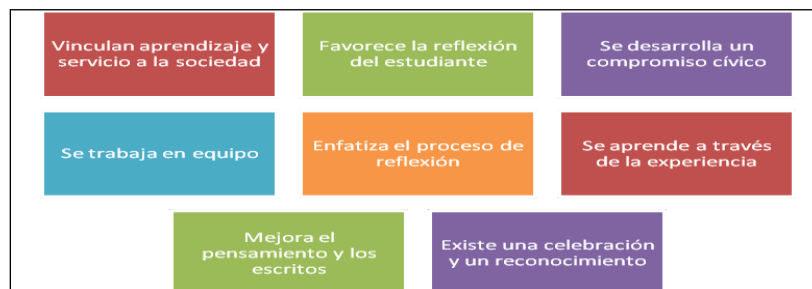 Vinculan aprendizaje y
servicio a la sociedad
Favorece la reflexión
del estudiante
Se desarrolla un
compromiso cívico
Se trabaja en equipo
Enfatiza el proceso de
reflexión
Se aprende a través
de la experiencia
Mejora el
pensamiento y los
escritos
Existe una celebración
y un reconocimiento